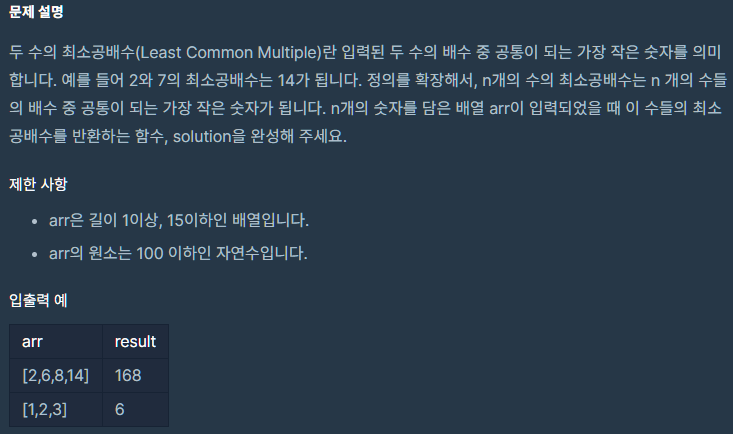 문제 설명
두 수의 최소공배수(Least Common Multiple)란 입력된 두 수의 배수 중 공통이 되는 가장 작은 숫자를 의미
합니다. 예를 들어 2와 7의 최소공배수는 14가 됩니다. 정의를 확장해서, n개의 수의 최소공배수는 n 개의 수들
의 배수 중 공통이 되는 가장 작은 숫자가 됩니다. n개의 숫자를 담은 배열 arr이 입력되었을 때 이 수들의 최소
공배수를 반환하는 함수, solution을 완성해 주세요.
제한 사항
• arr은 길이 1이상, 15이하인 배열입니다.
• arr의 원소는 100 이하인 자연수입니다.
입출력 예
arr result
[2,6,8,14] 168
[1,2,3] 6